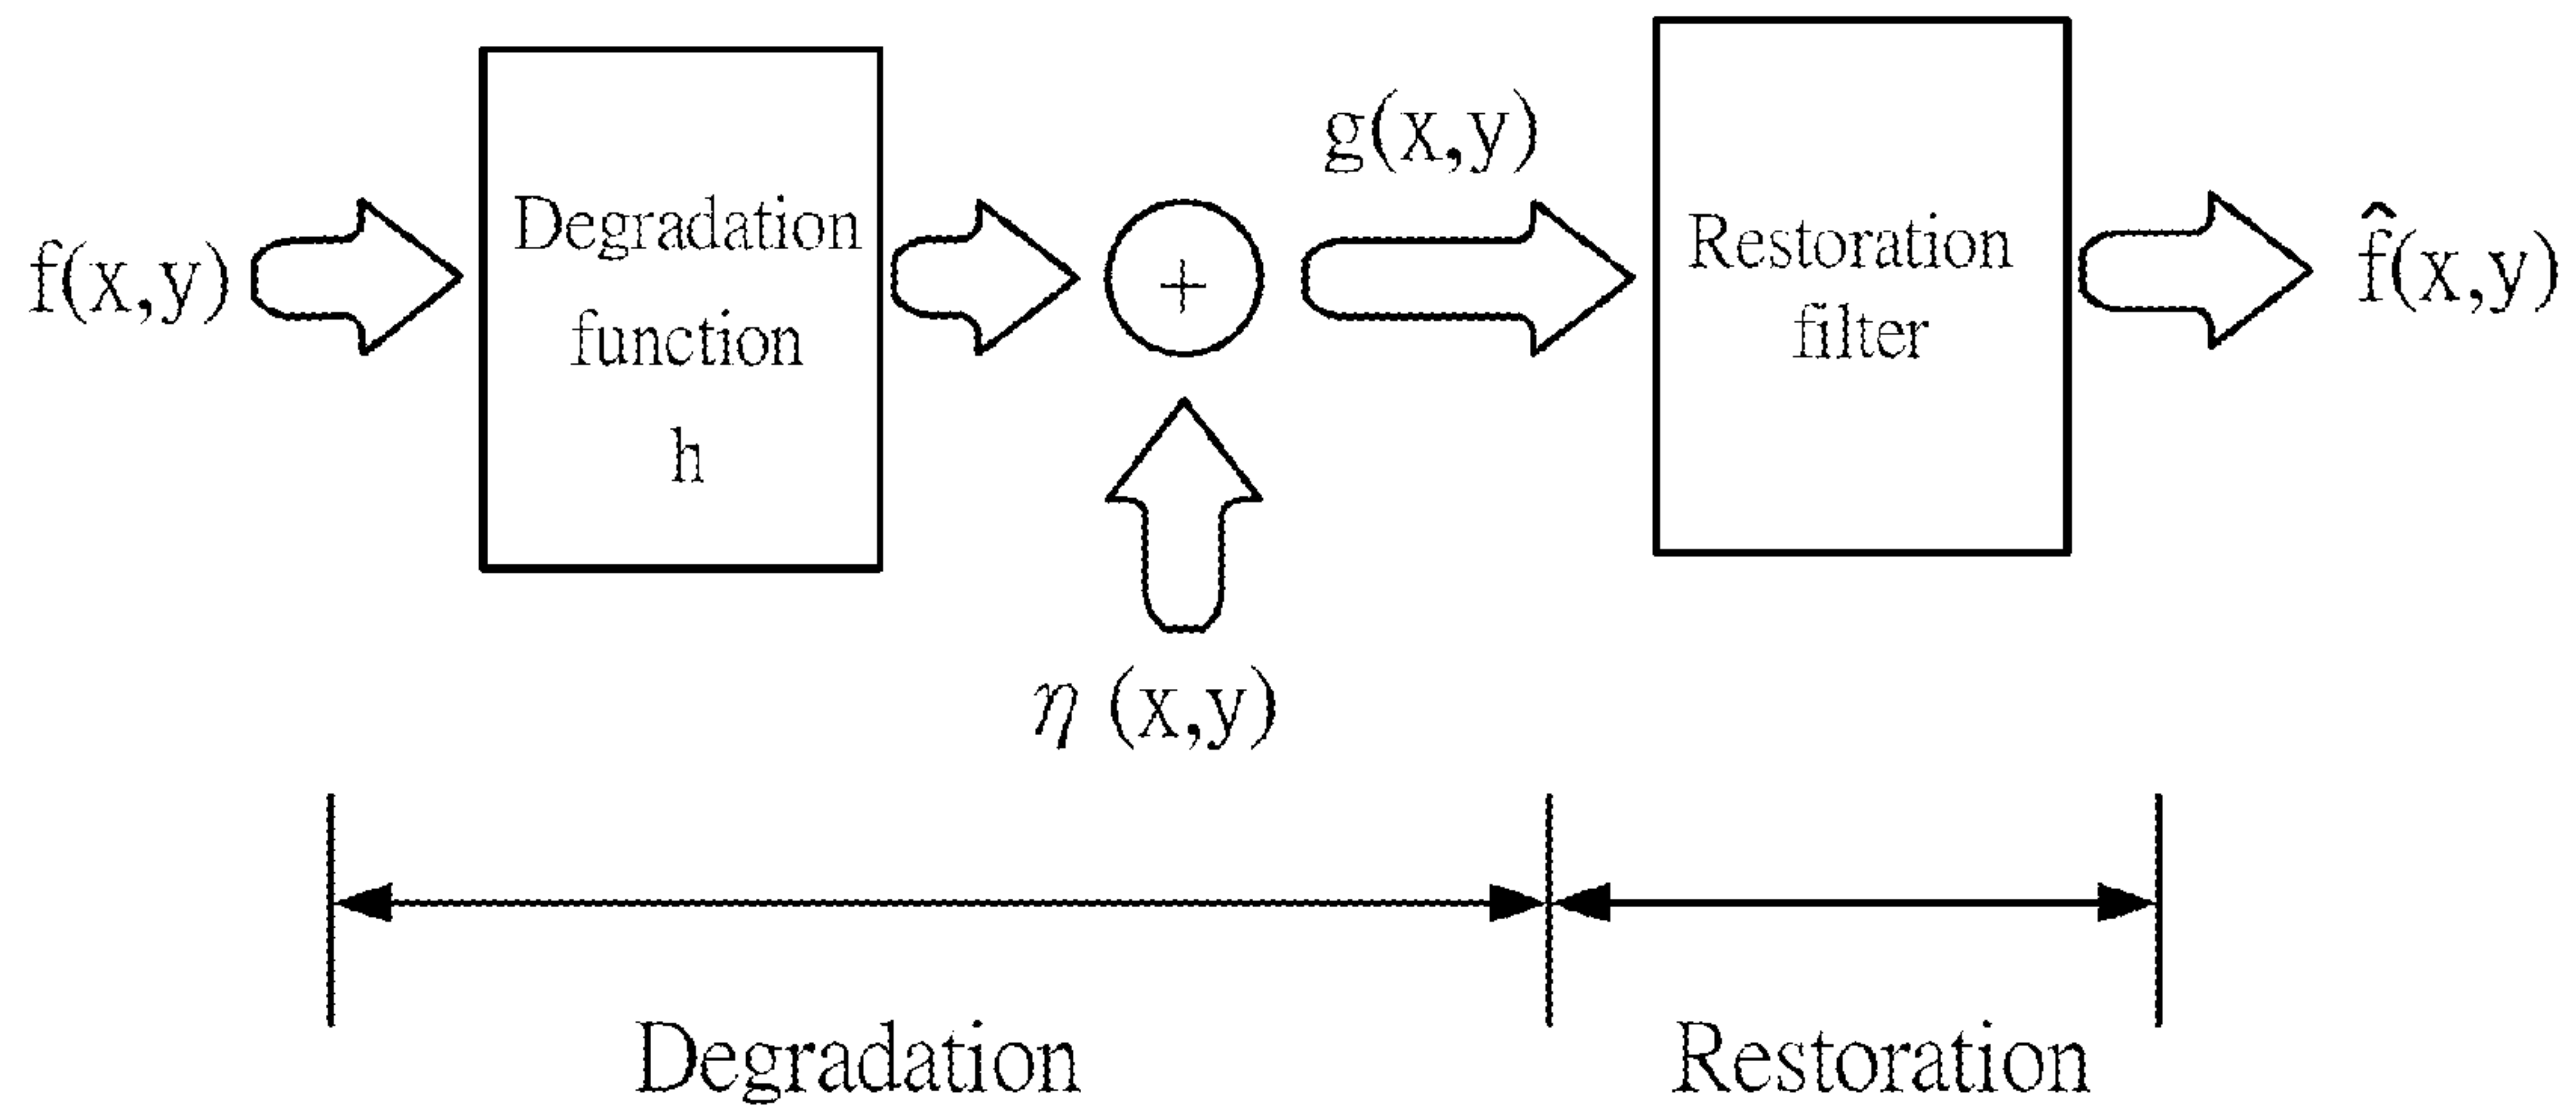 f(x,y)
Degradation
function
h
+
η (x,y)
g(x,y)
Restoration
filter
f̂(x,y)
Degradation
Restoration